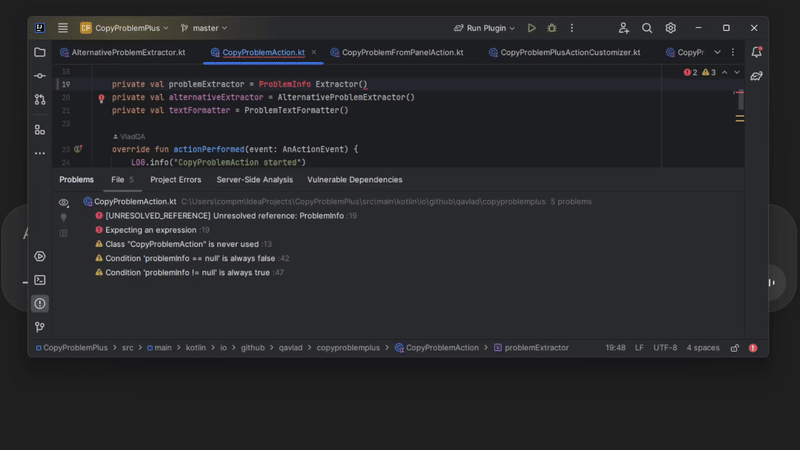 CP CopyProblemPlus master Run Plugin
AlternativeProblemExtractor.kt CopyProblemAction.kt CopyProblemFromPanelAction.kt CopyProblemPlusActionCustomizer.kt CopyPr
18
19 private val problemExtractor = ProblemInfo Extractor() 2 3
20 private val alternativeExtractor = AlternativeProblemExtractor()
21 private val textFormatter = ProblemTextFormatter()
22
VladQA
23 override fun actionPerformed(event: AnActionEvent) {
24 LOG.info("CopyProblemAction started")
Problems File 5 Project Errors Server-Side Analysis Vulnerable Dependencies
CopyProblemAction.kt C:\Users\compm\IdeaProjects\CopyProblemPlus\src\main\kotlin\io\github\qavlad\copyproblemplus 5 problems
[UNRESOLVED_REFERENCE] Unresolved reference: ProblemInfo :19
Expecting an expression :19
Class "CopyProblemAction" is never used :13
Condition 'problemInfo == null' is always false :42
Condition 'problemInfo != null' is always true :47
CopyProblemPlus > src > main > kotlin > io > github > qavlad > copyproblemplus > CopyProblemAction > problemExtractor 19:48 LF UTF-8 4 spaces